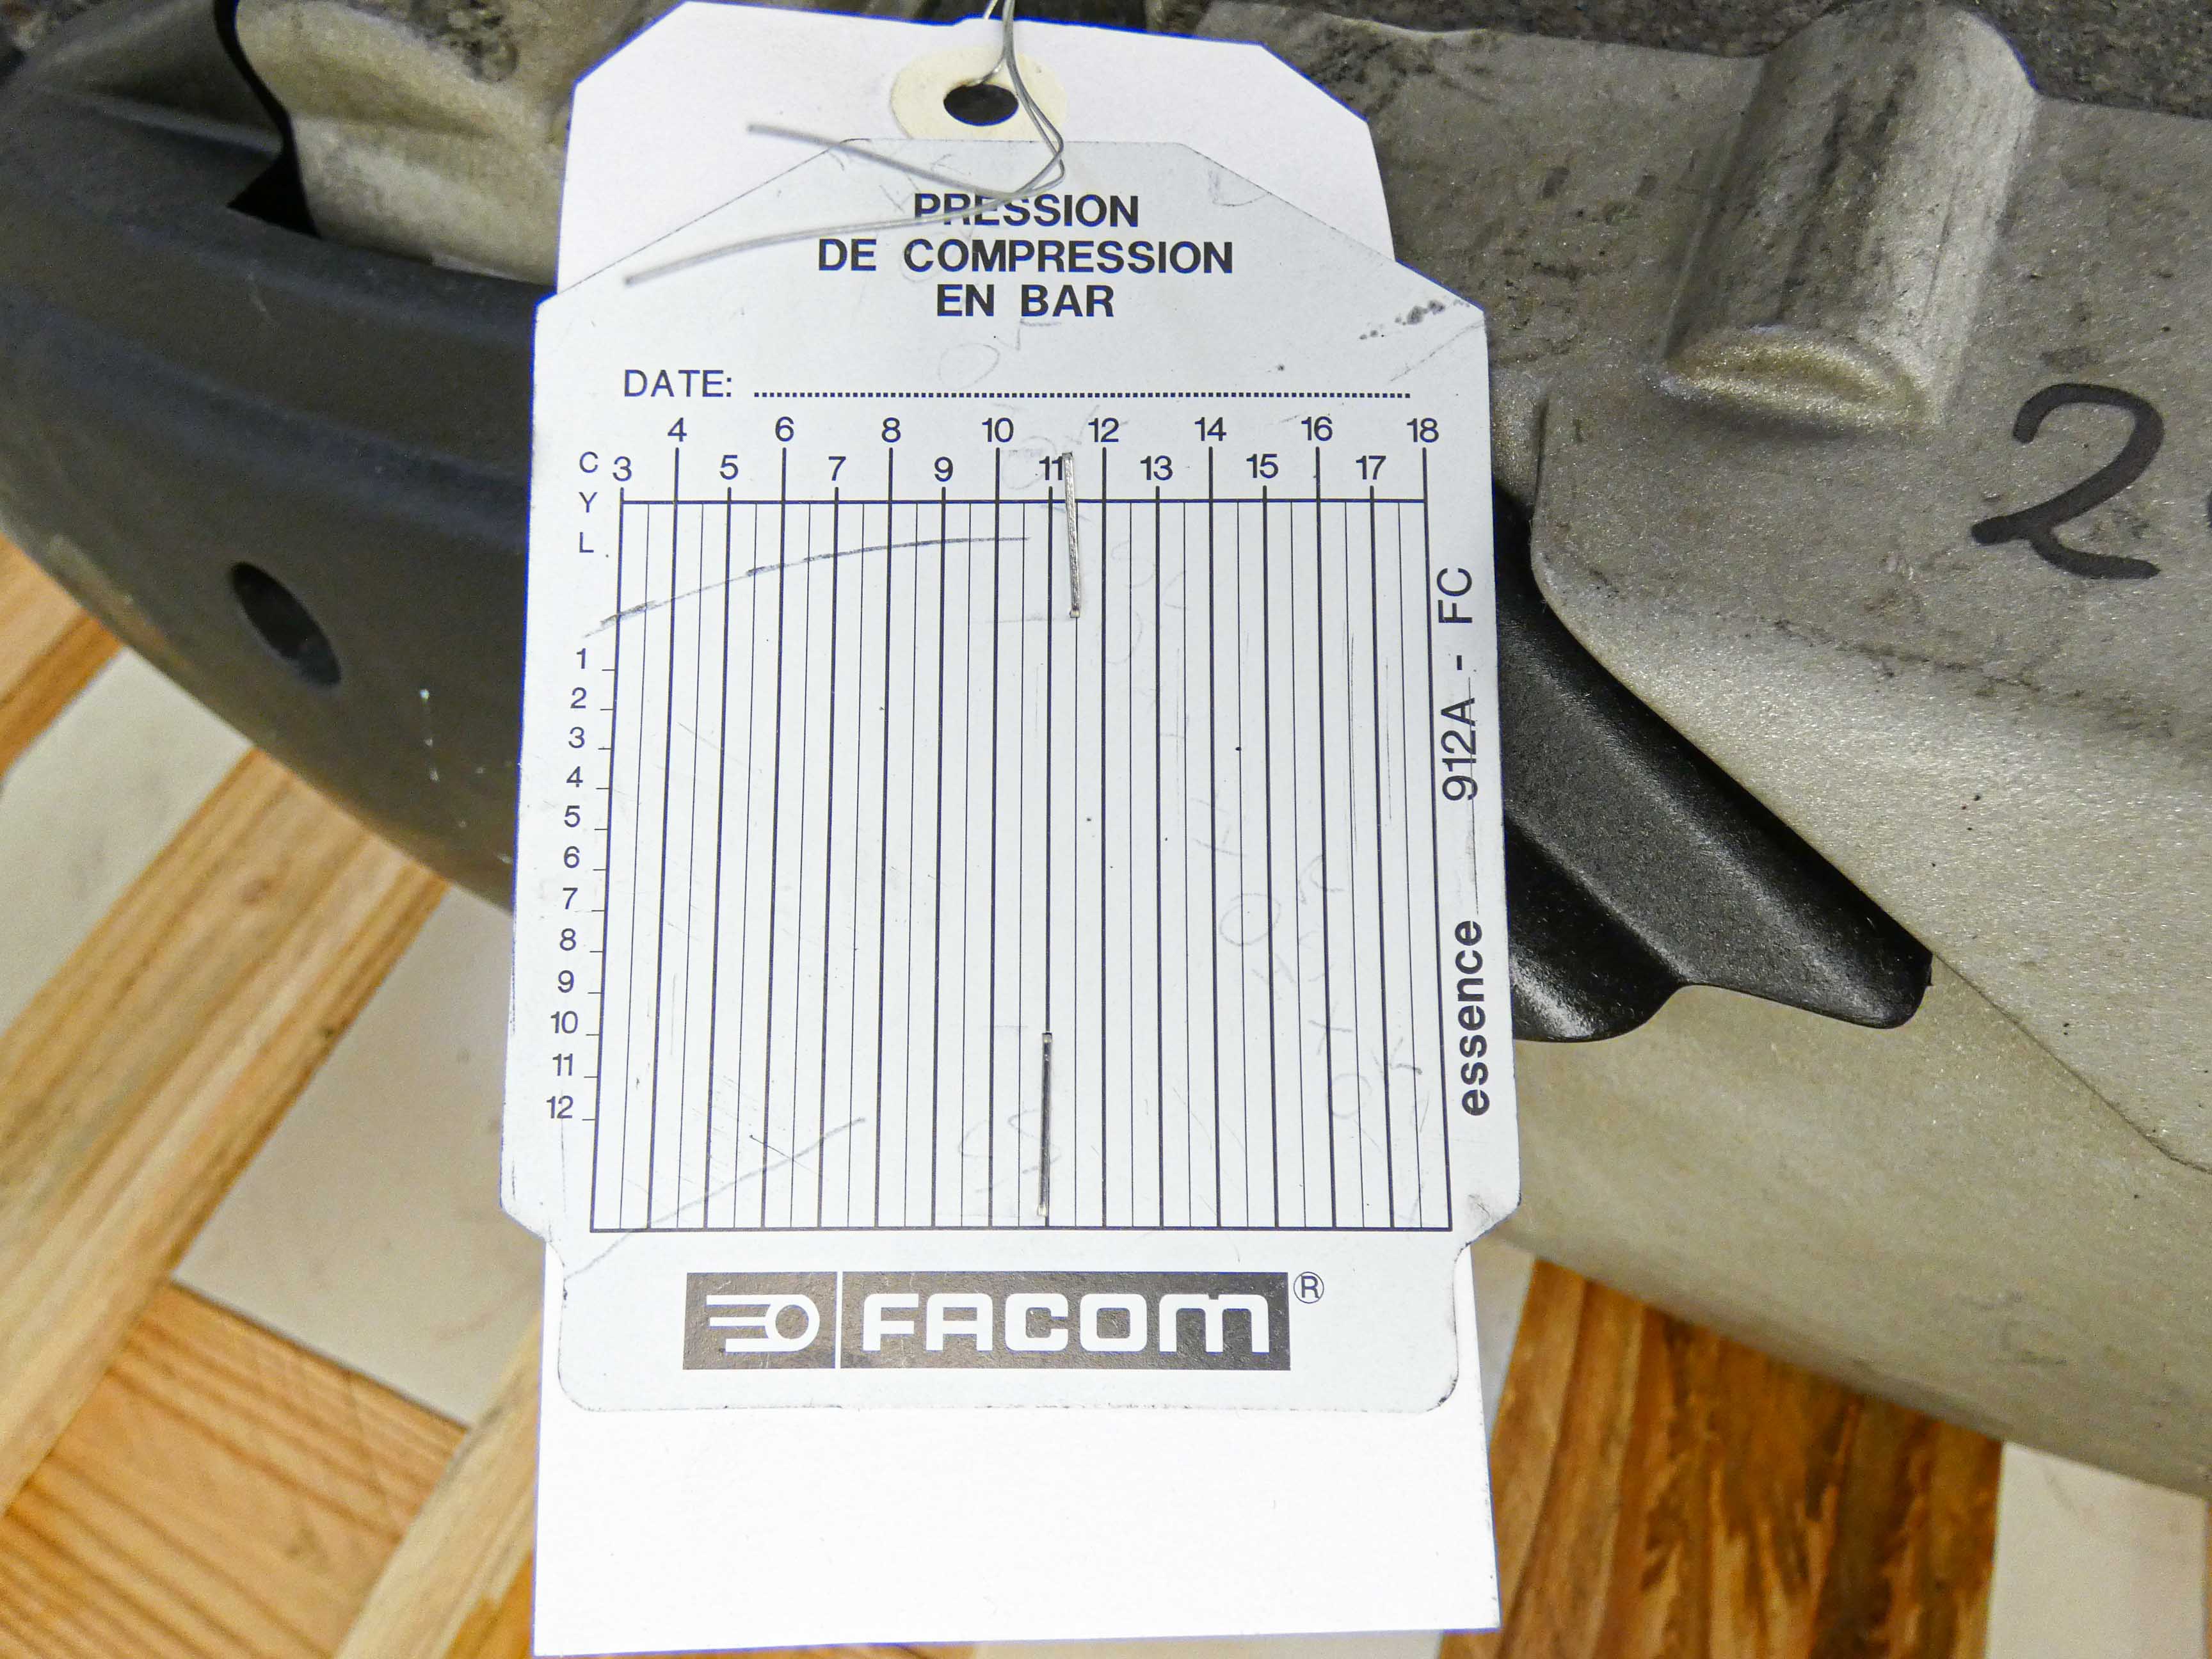 PRESSION
DE COMPRESSION
EN BAR
DATE:
4 6 8 10 12 14 16 18
3 5 7 9 11 13 15 17
C
Y
L
1
2
3
4
5
6
7
8
9
10
11
12
essence 912A - FC
FACOM ®
2